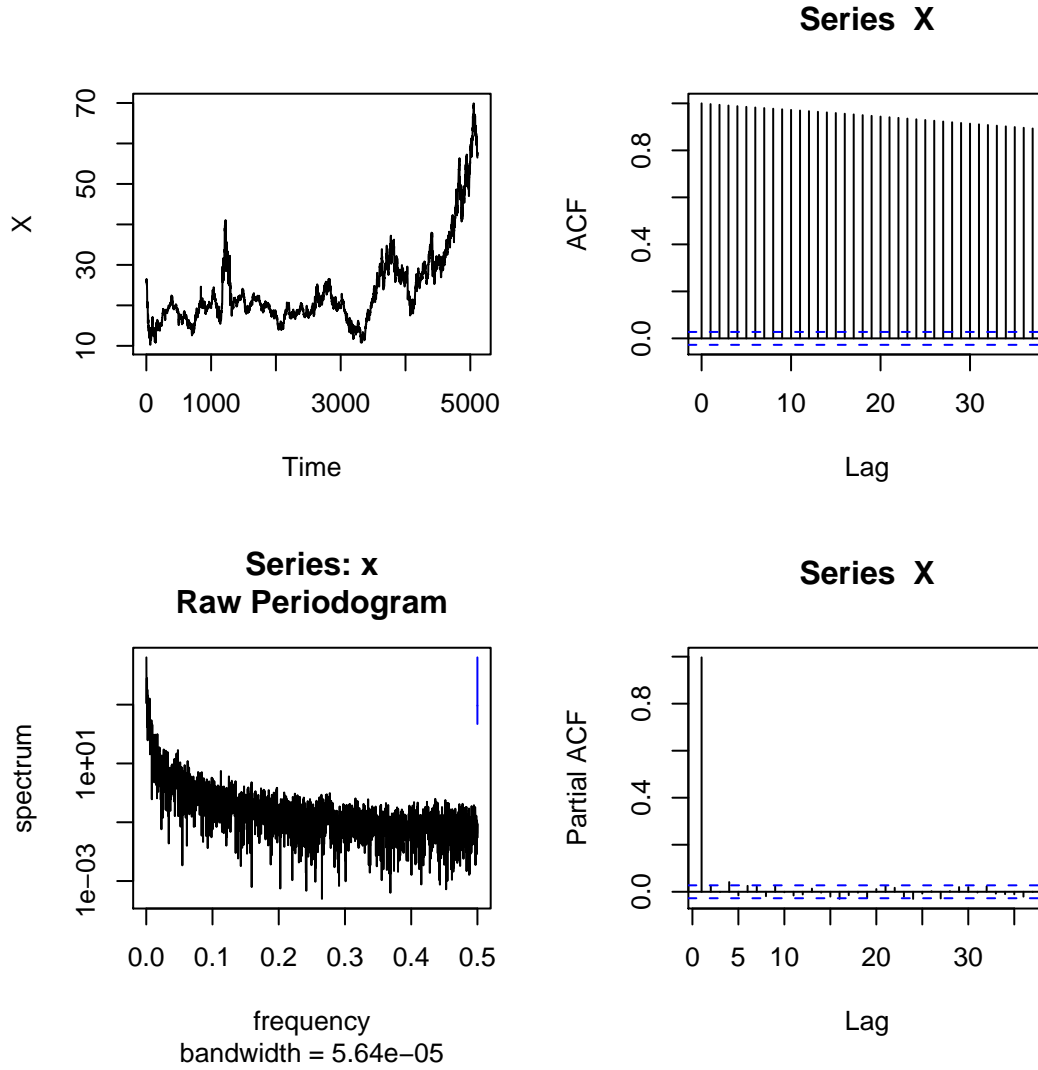 X
70
50
30
10
0 1000 3000 5000
Time
Series X
ACF
0.8
0.4
0.0
0 10 20 30
Lag
Series: x
Raw Periodogram
spectrum
1e+01
1e−03
0.0 0.1 0.2 0.3 0.4 0.5
frequency
bandwidth = 5.64e−05
Series X
Partial ACF
0.8
0.4
0.0
0 5 10 20 30
Lag